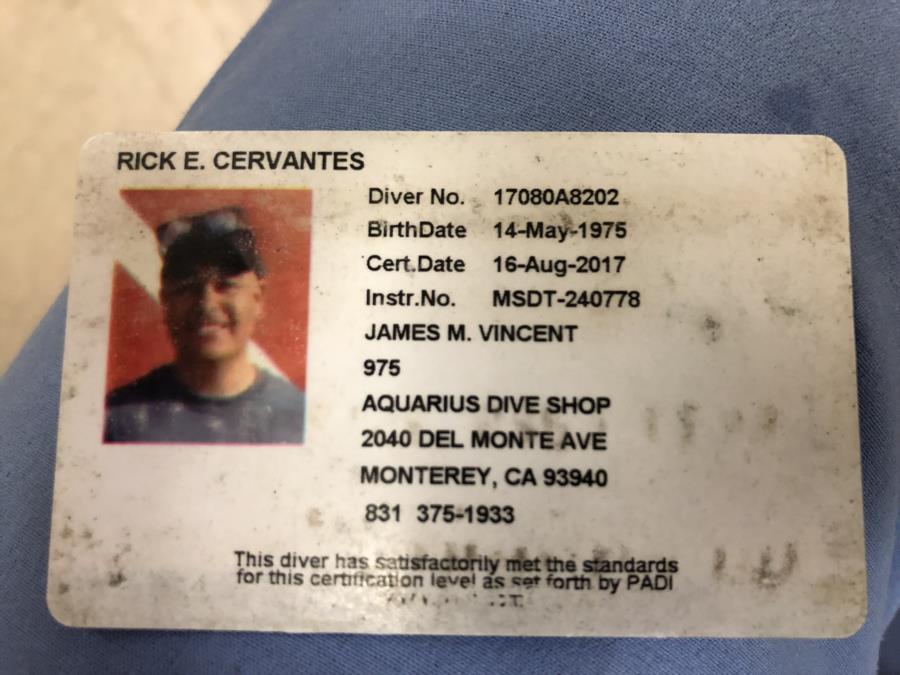 RICK E. CERVANTES
Diver No. 17080A8202
BirthDate 14-May-1975
Cert.Date 16-Aug-2017
Instr.No. MSDT-240778
JAMES M. VINCENT
975
AQUARIUS DIVE SHOP
2040 DEL MONTE AVE
MONTEREY, CA 93940
831 375-1933
This diver has satisfactorily met the standards
for this certification level as set forth by PADI